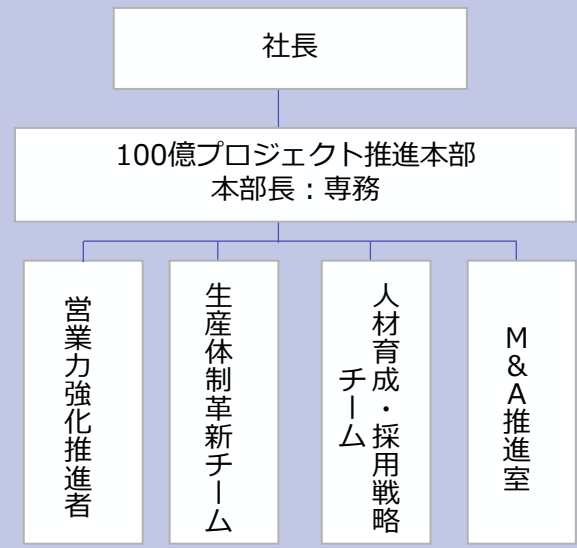 社長
100億プロジェクト推進本部
本部長：専務
営業力強化推進者
生産体制革新チーム
人材育成・採用戦略
チーム
M&A推進室